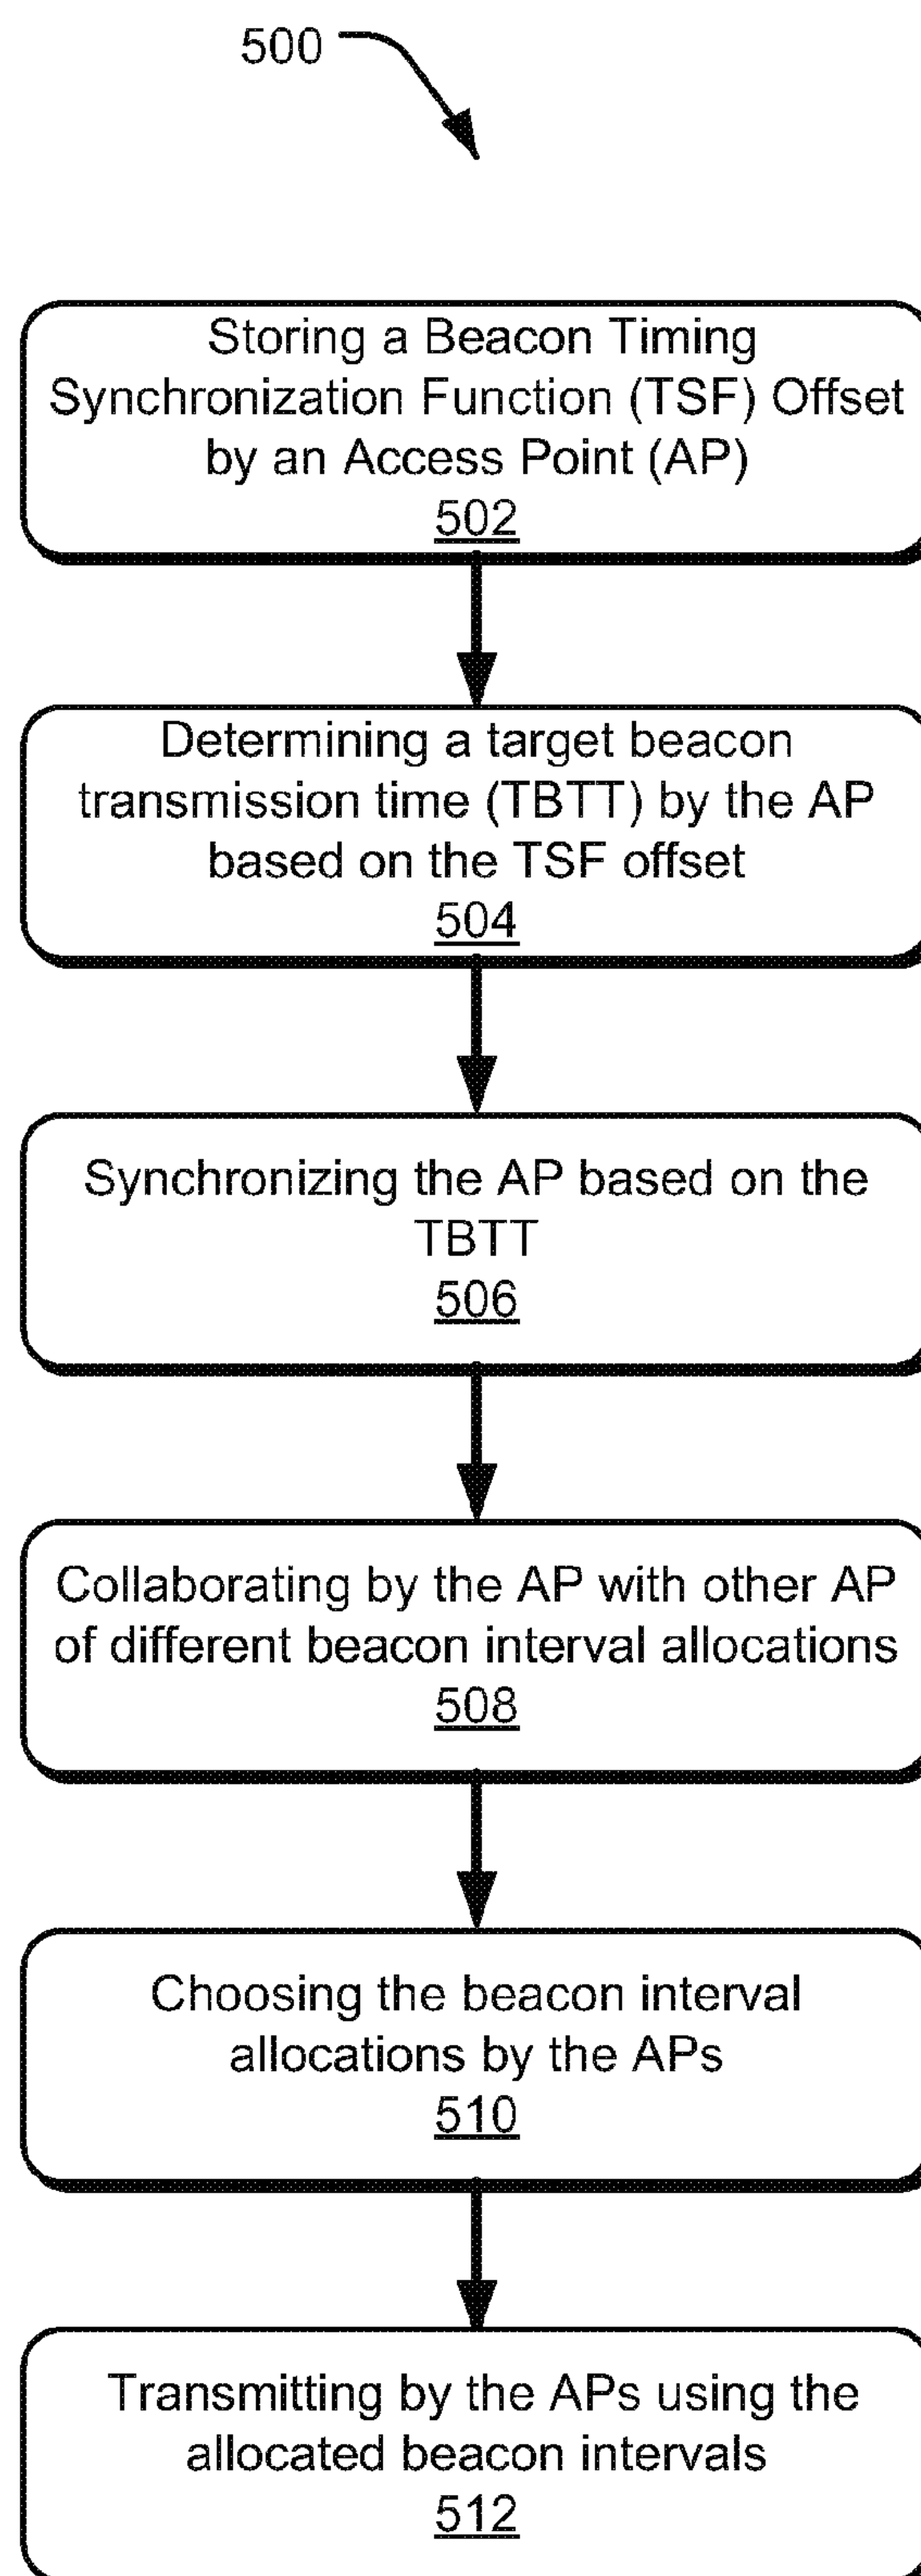 500
Storing a Beacon Timing
Synchronization Function (TSF) Offset
by an Access Point (AP)
502
Determining a target beacon
transmission time (TBTT) by the AP
based on the TSF offset
504
Synchronizing the AP based on the
TBTT
506
Collaborating by the AP with other AP
of different beacon interval allocations
508
Choosing the beacon interval
allocations by the APs
510
Transmitting by the APs using the
allocated beacon intervals
512